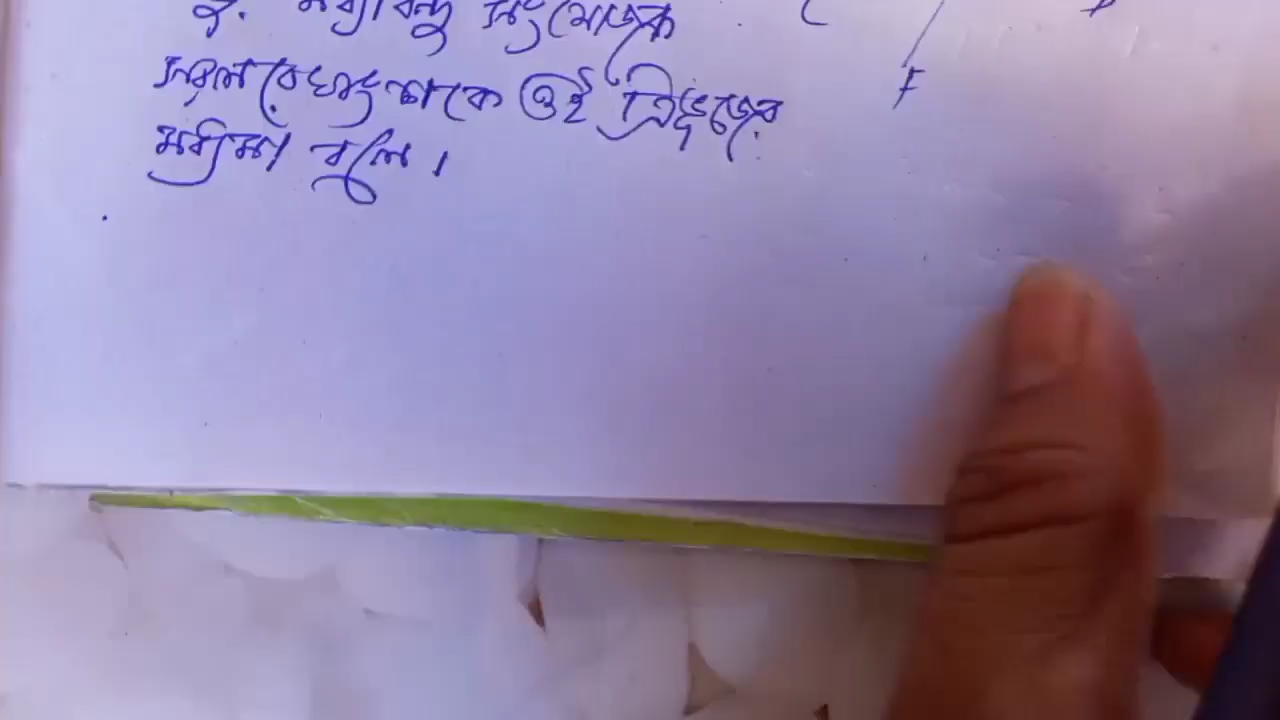 মধ্যবিন্দু সংযোজক
সরলরেখাংশকে ওই ত্রিভুজের
মধ্যমা বলে।
F